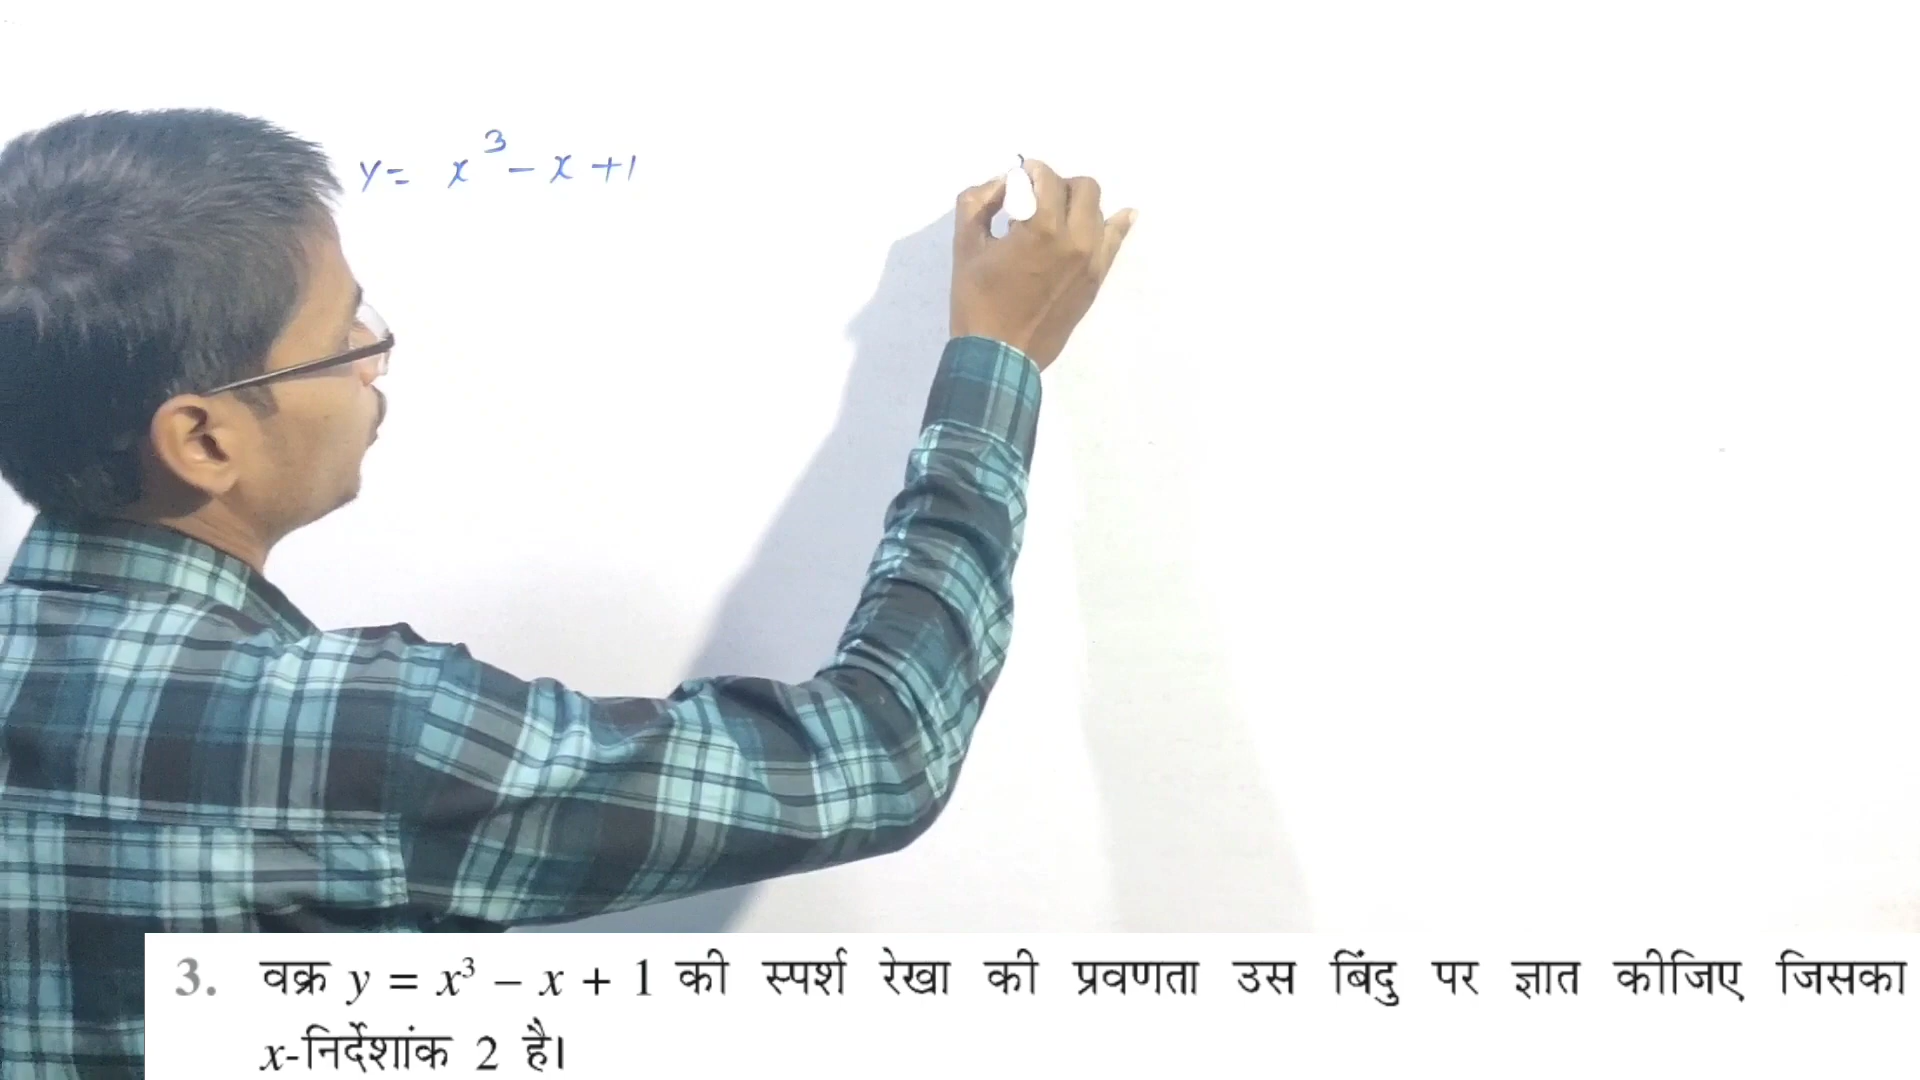 y = x³ - x + 1
3. वक्र y = x³ – x + 1 की स्पर्श रेखा की प्रवणता उस बिंदु पर ज्ञात कीजिए जिसका
x-निर्देशांक 2 है।